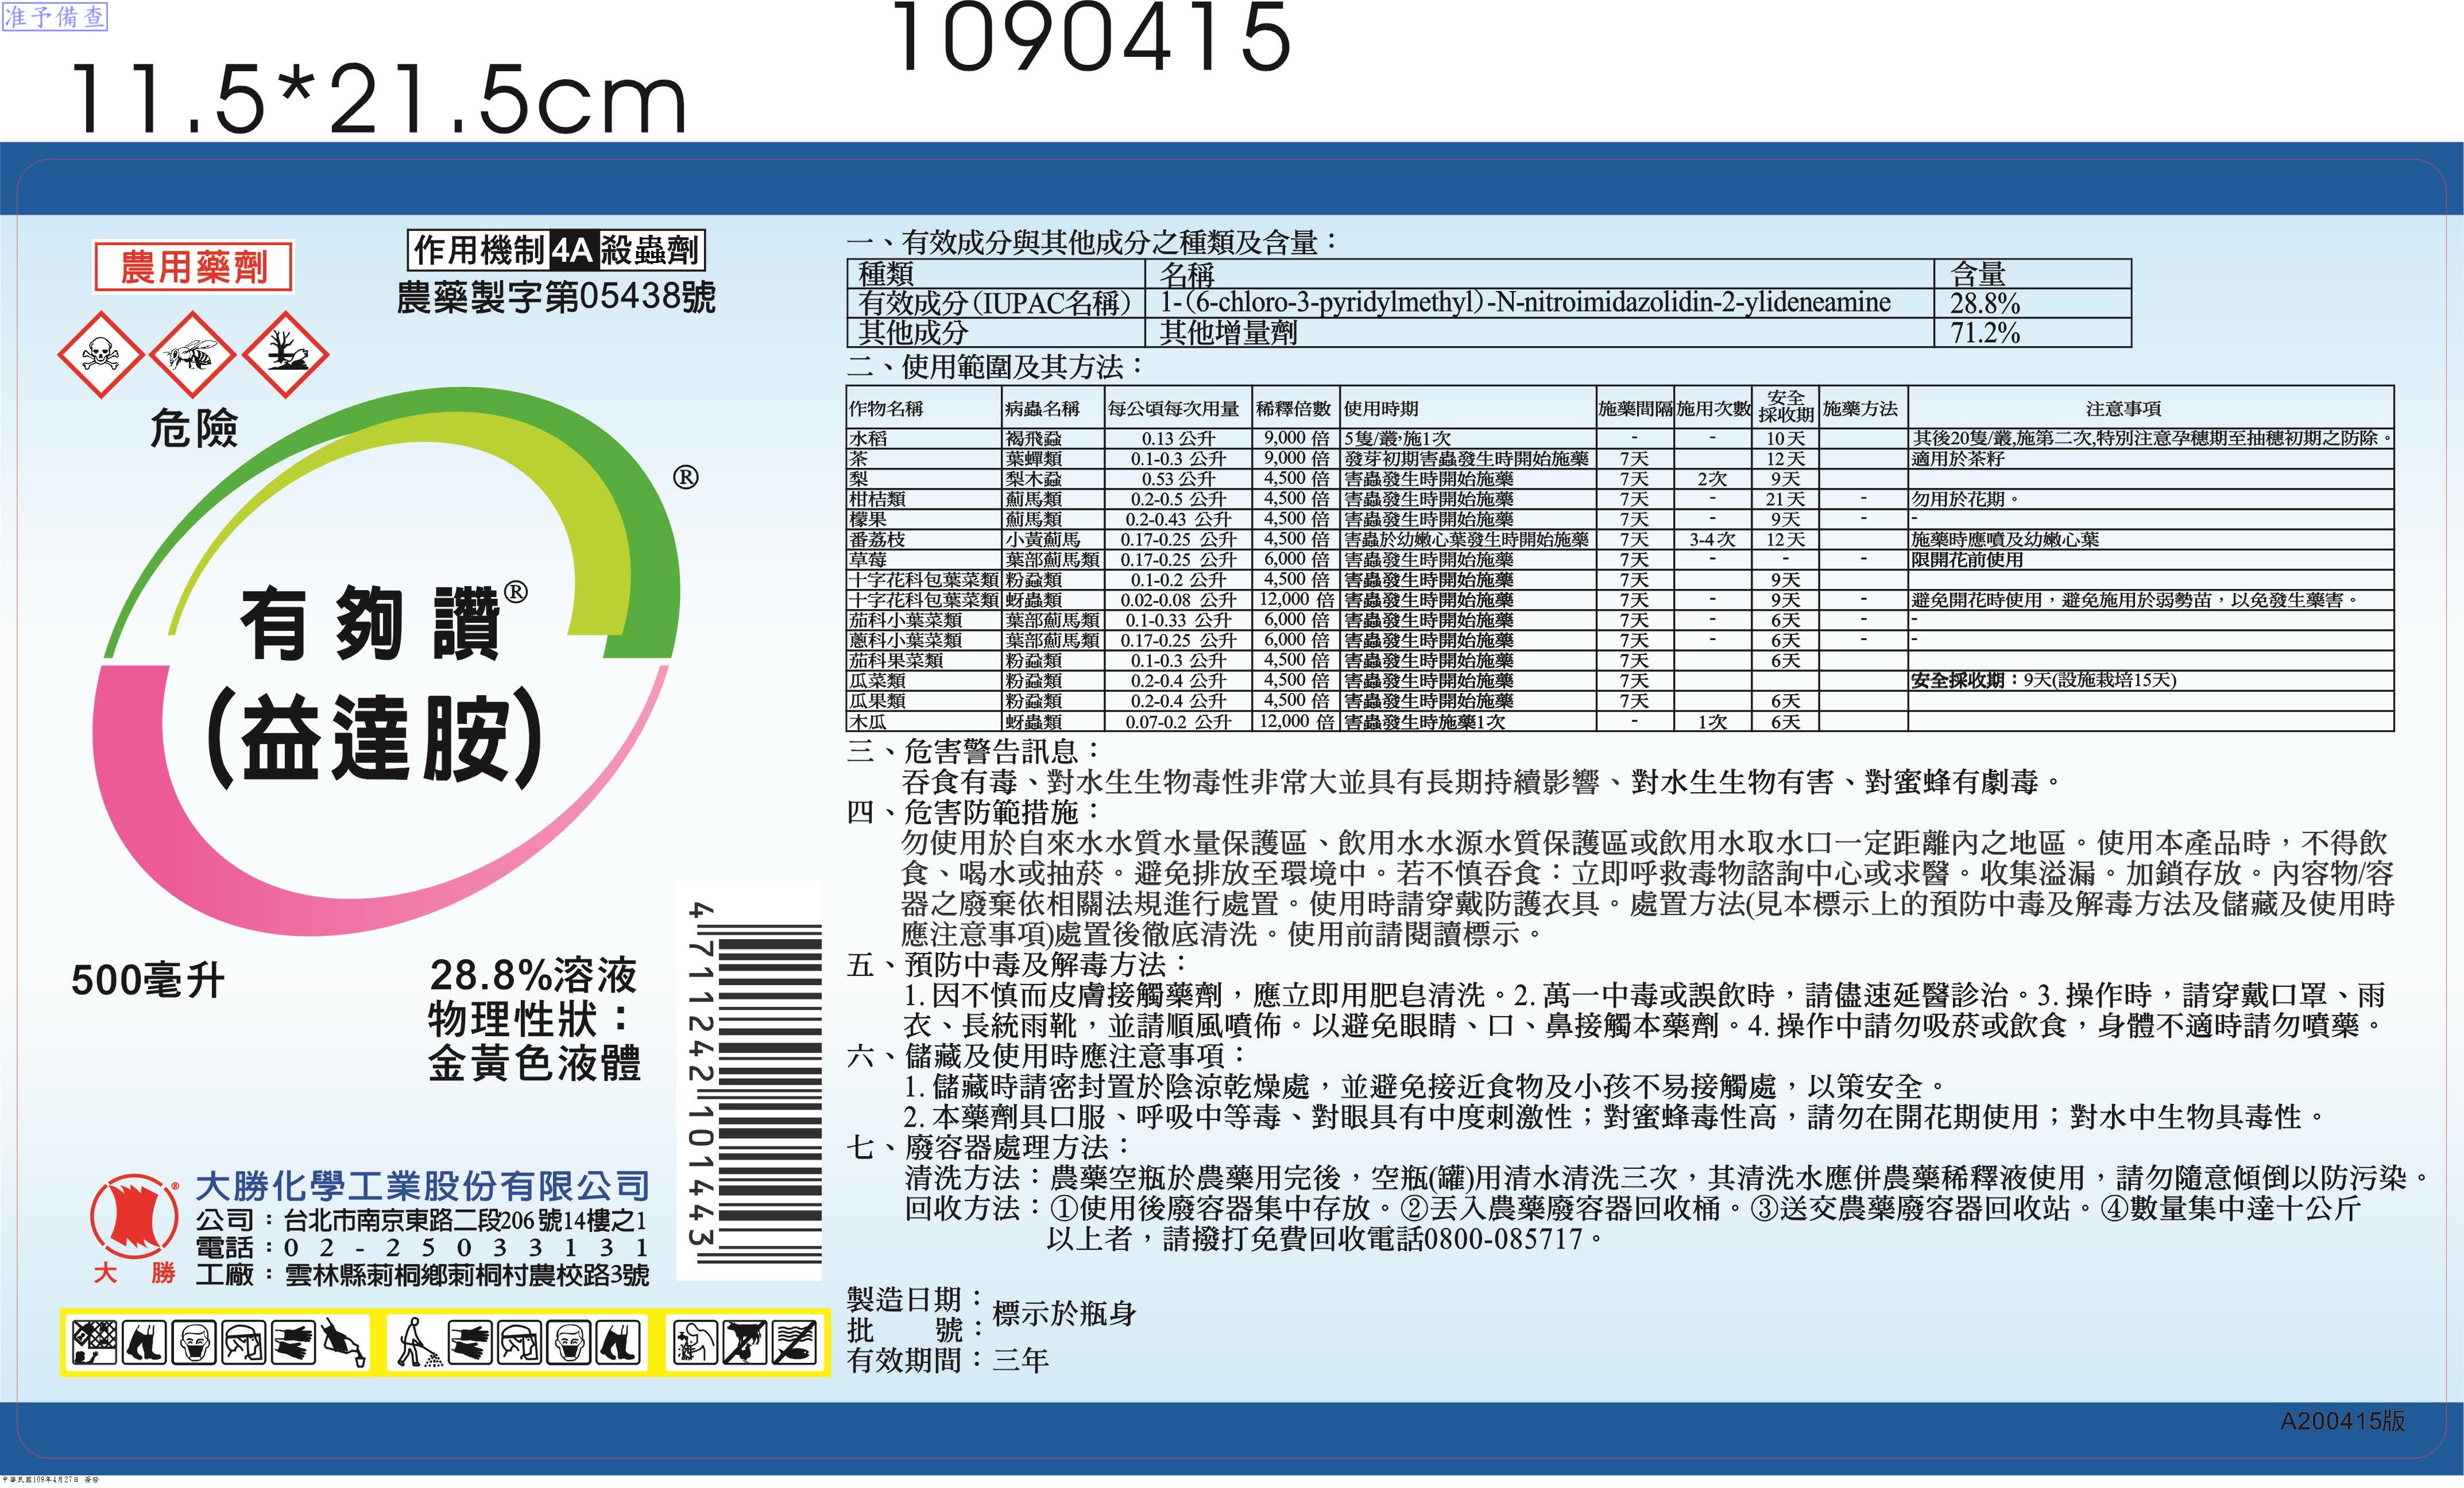 准予備查
1090415
11.5*21.5cm
農用藥劑
作用機制4A殺蟲劑
農藥製字第05438號
危險
®
有夠讚®
(益達胺)
500毫升
28.8%溶液
物理性狀：
金黃色液體
4711242101443
大勝®
大勝化學工業股份有限公司
公司：台北市南京東路二段206號14樓之1
電話：02-25033131
工廠：雲林縣莿桐鄉莿桐村農校路3號
一、有效成分與其他成分之種類及含量：
種類 名稱 含量
有效成分(IUPAC名稱) 1-(6-chloro-3-pyridylmethyl)-N-nitroimidazolidin-2-ylideneamine 28.8%
其他成分 其他增量劑 71.2%
二、使用範圍及其方法：
作物名稱 病蟲名稱 每公頃每次用量 稀釋倍數 使用時期 施藥間隔 施用次數 安全採收期 施藥方法 注意事項
水稻 褐飛蝨 0.13 公升 9,000 倍 5隻/叢，施1次 - - 10天 其後20隻/叢,施第二次,特別注意孕穗期至抽穗初期之防除。
茶 葉蟬類 0.1-0.3 公升 9,000 倍 發芽初期害蟲發生時開始施藥 7天 12天 適用於茶籽
梨 梨木蝨 0.53 公升 4,500 倍 害蟲發生時開始施藥 7天 2次 9天
柑桔類 薊馬類 0.2-0.5 公升 4,500 倍 害蟲發生時開始施藥 7天 - 21天 - 勿用於花期。
檬果 薊馬類 0.2-0.43 公升 4,500 倍 害蟲發生時開始施藥 7天 - 9天 - -
番荔枝 小黃薊馬 0.17-0.25 公升 4,500 倍 害蟲於幼嫩心葉發生時開始施藥 7天 3-4次 12天 施藥時應噴及幼嫩心葉
草莓 葉部薊馬類 0.17-0.25 公升 6,000 倍 害蟲發生時開始施藥 7天 - - - 限開花前使用
十字花科包葉菜類 粉蝨類 0.1-0.2 公升 4,500 倍 害蟲發生時開始施藥 7天 9天
十字花科包葉菜類 蚜蟲類 0.02-0.08 公升 12,000 倍 害蟲發生時開始施藥 7天 - 9天 - 避免開花時使用，避免施用於弱勢苗，以免發生藥害。
茄科小葉菜類 葉部薊馬類 0.1-0.33 公升 6,000 倍 害蟲發生時開始施藥 7天 - 6天 - -
蔥科小葉菜類 葉部薊馬類 0.17-0.25 公升 6,000 倍 害蟲發生時開始施藥 7天 - 6天 - -
茄科果菜類 粉蝨類 0.1-0.3 公升 4,500 倍 害蟲發生時開始施藥 7天 6天
瓜菜類 粉蝨類 0.2-0.4 公升 4,500 倍 害蟲發生時開始施藥 7天 安全採收期：9天(設施栽培15天)
瓜果類 粉蝨類 0.2-0.4 公升 4,500 倍 害蟲發生時開始施藥 7天 6天
木瓜 蚜蟲類 0.07-0.2 公升 12,000 倍 害蟲發生時施藥1次 - 1次 6天
三、危害警告訊息：
吞食有毒、對水生生物毒性非常大並具有長期持續影響、對水生生物有害、對蜜蜂有劇毒。
四、危害防範措施：
勿使用於自來水水質水量保護區、飲用水水源水質保護區或飲用水取水口一定距離內之地區。使用本產品時，不得飲
食、喝水或抽菸。避免排放至環境中。若不慎吞食：立即呼救毒物諮詢中心或求醫。收集溢漏。加鎖存放。內容物/容
器之廢棄依相關法規進行處置。使用時請穿戴防護衣具。處置方法(見本標示上的預防中毒及解毒方法及儲藏及使用時
應注意事項)處置後徹底清洗。使用前請閱讀標示。
五、預防中毒及解毒方法：
1.因不慎而皮膚接觸藥劑，應立即用肥皂清洗。2.萬一中毒或誤飲時，請儘速延醫診治。3.操作時，請穿戴口罩、雨
衣、長統雨靴，並請順風噴佈。以避免眼睛、口、鼻接觸本藥劑。4.操作中請勿吸菸或飲食，身體不適時請勿噴藥。
六、儲藏及使用時應注意事項：
1.儲藏時請密封置於陰涼乾燥處，並避免接近食物及小孩不易接觸處，以策安全。
2.本藥劑具口服、呼吸中等毒、對眼具有中度刺激性；對蜜蜂毒性高，請勿在開花期使用；對水中生物具毒性。
七、廢容器處理方法：
清洗方法：農藥空瓶於農藥用完後，空瓶(罐)用清水清洗三次，其清洗水應併農藥稀釋液使用，請勿隨意傾倒以防污染。
回收方法：①使用後廢容器集中存放。②丟入農藥廢容器回收桶。③送交農藥廢容器回收站。④數量集中達十公斤
以上者，請撥打免費回收電話0800-085717。
製造日期：標示於瓶身
批號：
有效期間：三年
A200415版
中華民國109年4月27日 簽發